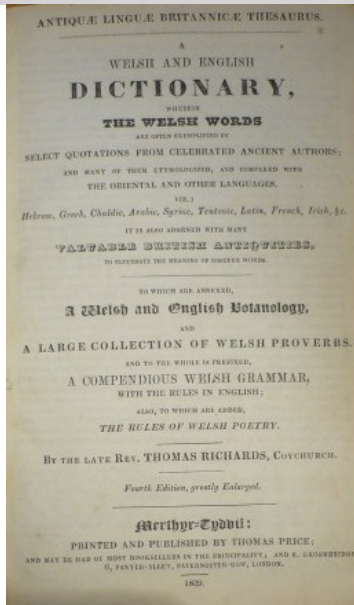 ANTIQUÆ LINGUÆ BRITANNICÆ THESAURUS.
A
WELSH AND ENGLISH
DICTIONARY,
WHEREIN
THE WELSH WORDS
ARE OFTEN EXEMPLIFIED BY
SELECT QUOTATIONS FROM CELEBRATED ANCIENT AUTHORS;
AND MANY OF THEM ETYMOLOGIZED, AND COMPARED WITH
THE ORIENTAL AND OTHER LANGUAGES,
VIZ.:
Hebrew, Greek, Chaldic, Arabic, Syriac, Teutonic, Latin, French, Irish, &c.
IT IS ALSO ADORNED WITH MANY
VALUABLE BRITISH ANTIQUITIES,
TO ELUCIDATE THE MEANING OF OBSCURE WORDS.
TO WHICH ARE ANNEXED,
A Welsh and English Botanology,
AND
A LARGE COLLECTION OF WELSH PROVERBS.
AND TO THE WHOLE IS PREFIXED,
A COMPENDIOUS WELSH GRAMMAR,
WITH THE RULES IN ENGLISH;
ALSO, TO WHICH ARE ADDED,
THE RULES OF WELSH POETRY.
BY THE LATE REV. THOMAS RICHARDS, COYCHURCH.
Fourth Edition, greatly Enlarged.
Merthyr-Tydvil:
PRINTED AND PUBLISHED BY THOMAS PRICE;
AND MAY BE HAD OF MOST BOOKSELLERS IN THE PRINCIPALITY; AND
6, PANYER-ALLEY, PATERNOSTER-ROW, LONDON.
1839.